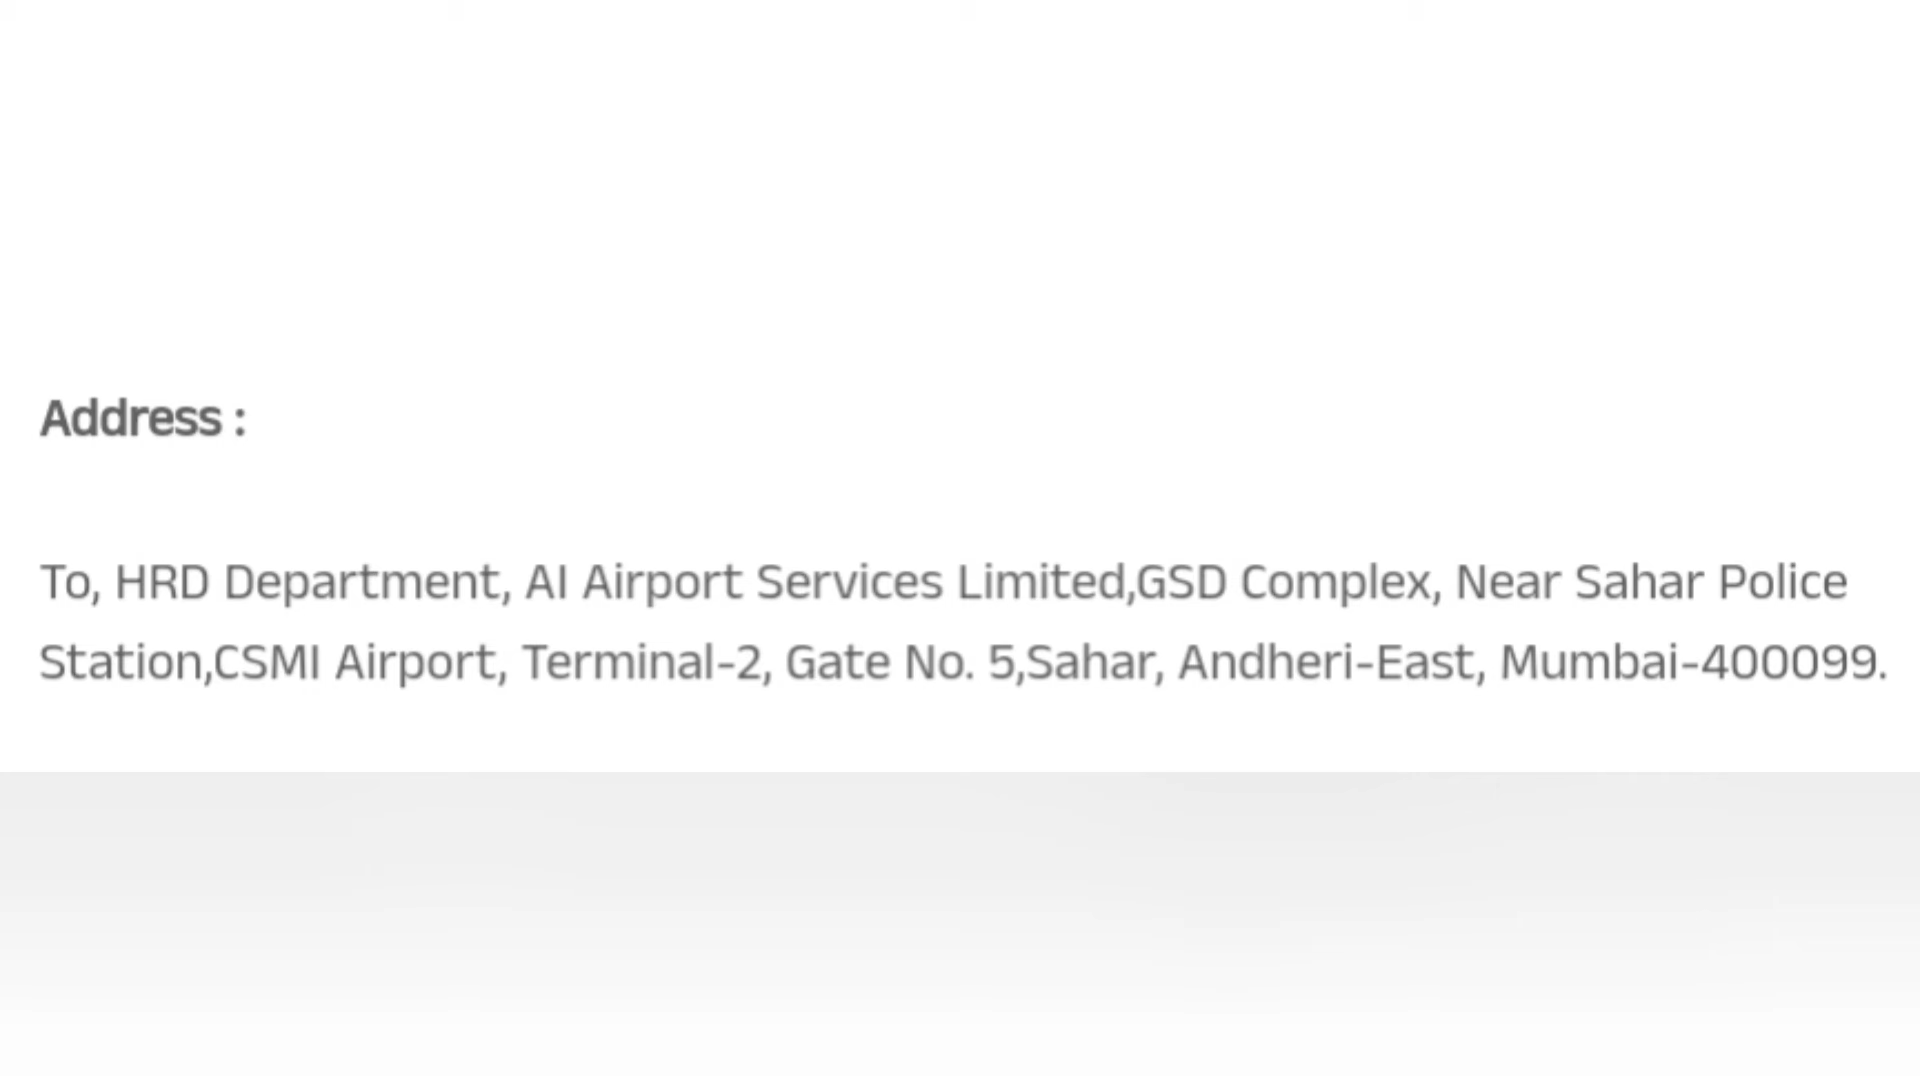 Address :
To, HRD Department, AI Airport Services Limited,GSD Complex, Near Sahar Police
Station,CSMI Airport, Terminal-2, Gate No. 5,Sahar, Andheri-East, Mumbai-400099.